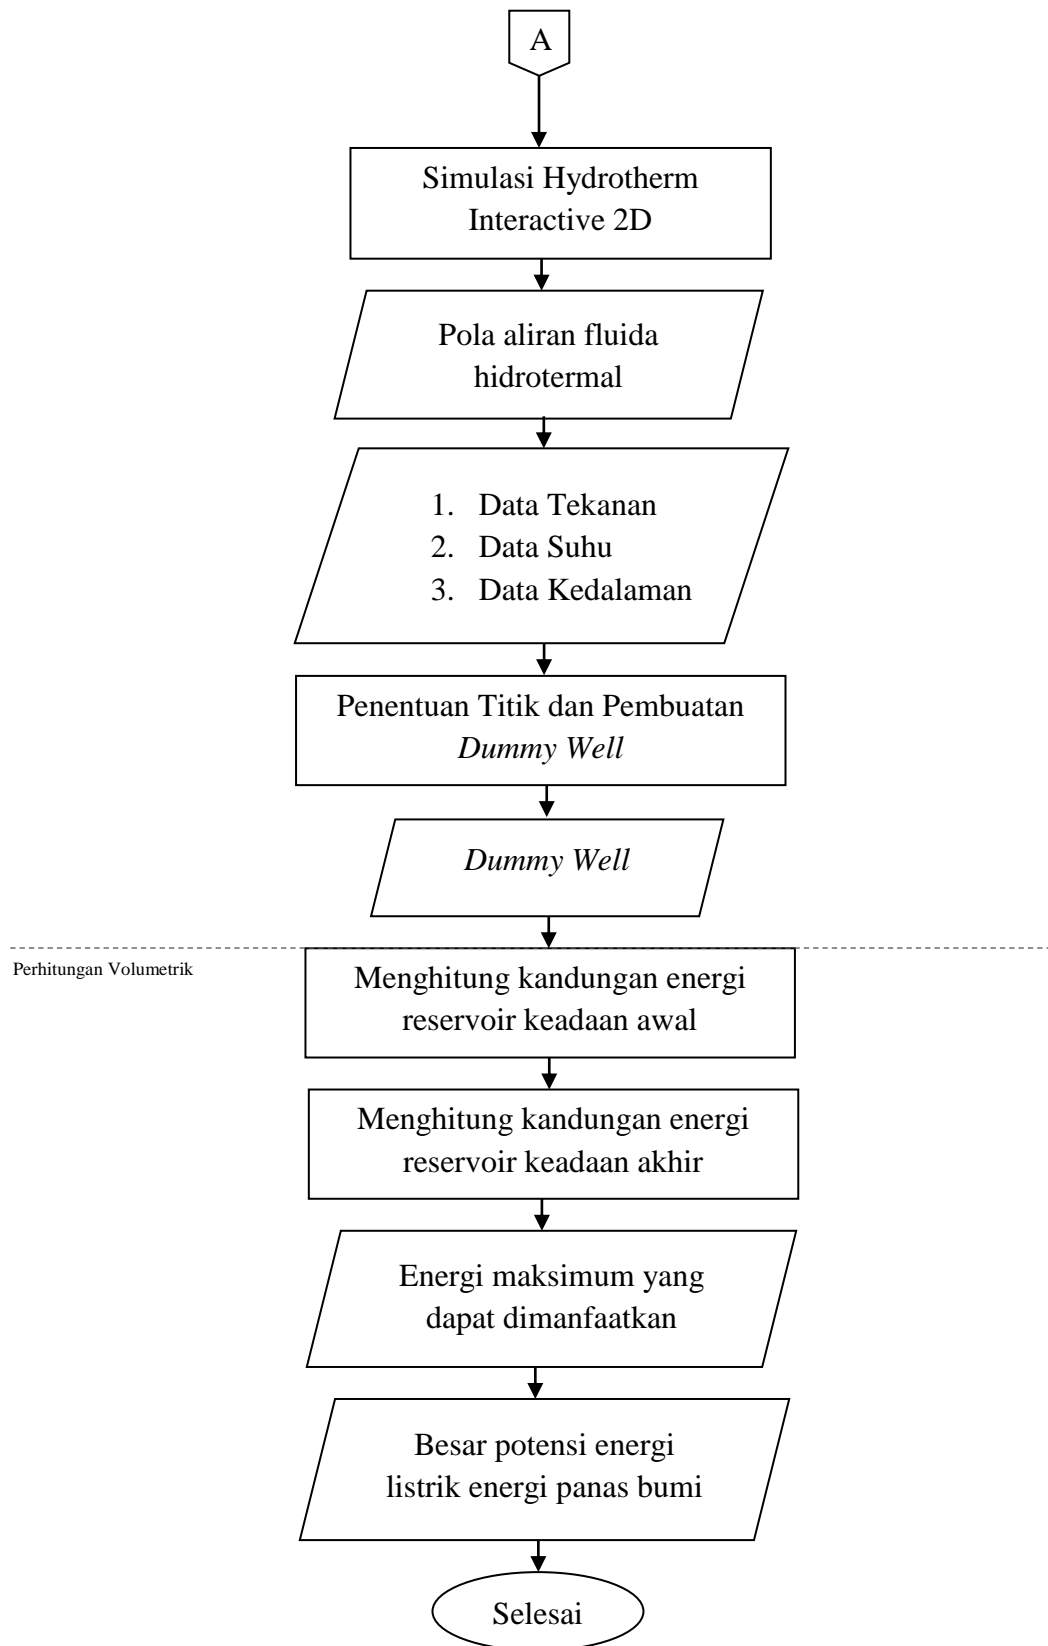 A
Simulasi Hydrotherm
Interactive 2D
Pola aliran fluida
hidrotermal
1. Data Tekanan
2. Data Suhu
3. Data Kedalaman
Penentuan Titik dan Pembuatan
Dummy Well
Dummy Well
Perhitungan Volumetrik
Menghitung kandungan energi
reservoir keadaan awal
Menghitung kandungan energi
reservoir keadaan akhir
Energi maksimum yang
dapat dimanfaatkan
Besar potensi energi
listrik energi panas bumi
Selesai